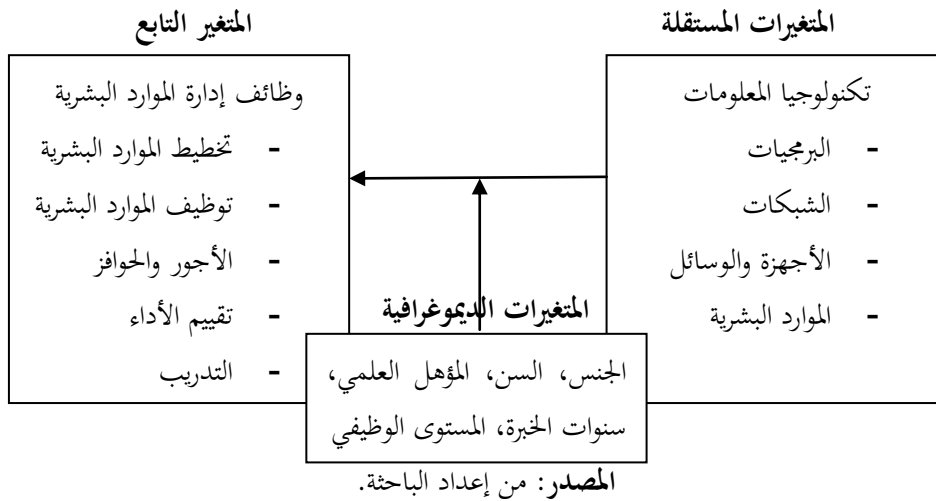 المتغيرات المستقلة
تكنولوجيا المعلومات
- البرمجيات
- الشبكات
- الأجهزة والوسائل
- الموارد البشرية
المتغير التابع
وظائف إدارة الموارد البشرية
- تخطيط الموارد البشرية
- توظيف الموارد البشرية
- الأجور والحوافز
- تقييم الأداء
- التدريب
المتغيرات الديموغرافية
الجنس، السن، المؤهل العلمي،
سنوات الخبرة، المستوى الوظيفي
المصدر: من إعداد الباحثة.